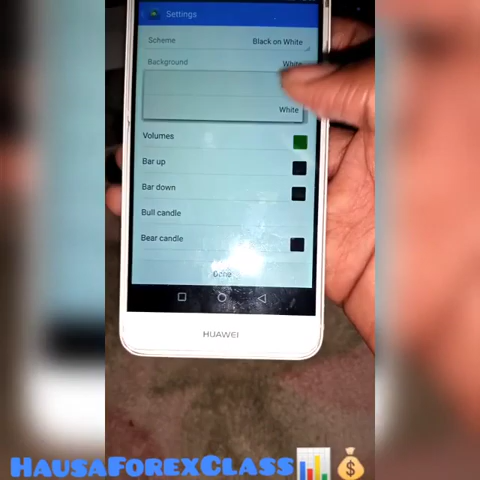 Settings
Scheme Black on White
Background White
White
Volumes
Bar up
Bar down
Bull candle
Bear candle
Done
HUAWEI
HausaForexClass